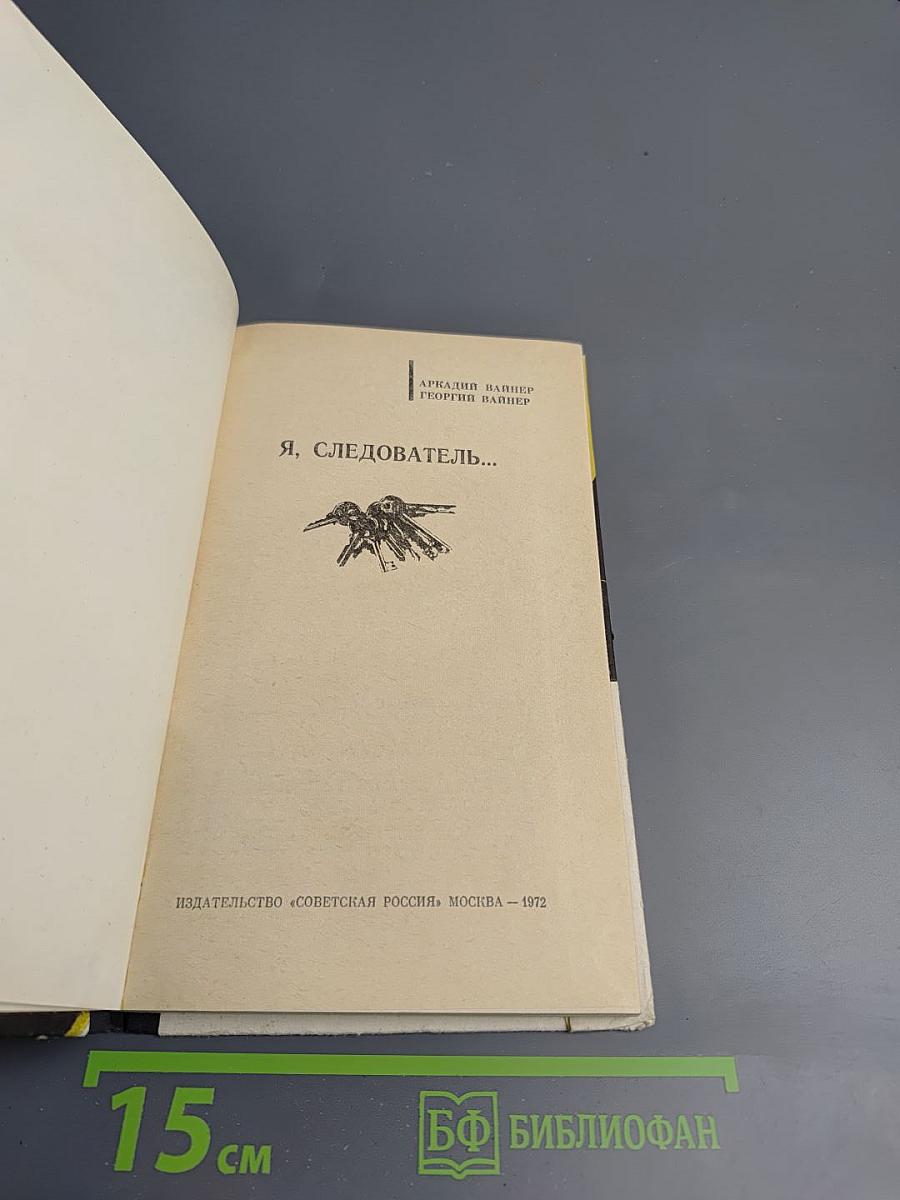 АРКАДИЙ ВАЙНЕР
ГЕОРГИЙ ВАЙНЕР
Я, СЛЕДОВАТЕЛЬ...
ИЗДАТЕЛЬСТВО «СОВЕТСКАЯ РОССИЯ» МОСКВА — 1972
15 см
БФ БИБЛИОФАН